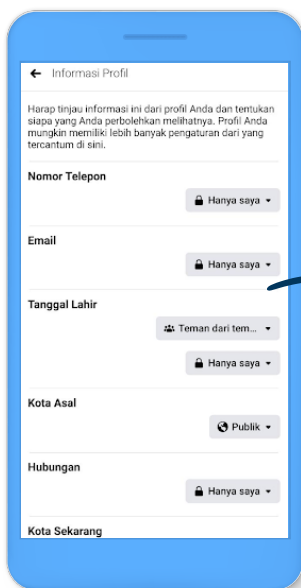 ← Informasi Profil
Harap tinjau informasi ini dari profil Anda dan tentukan
siapa yang Anda perbolehkan melihatnya. Profil Anda
mungkin memiliki lebih banyak pengaturan dari yang
tercantum di sini.
Nomor Telepon
Hanya saya
Email
Hanya saya
Tanggal Lahir
Teman dari tem...
Hanya saya
Kota Asal
Publik
Hubungan
Hanya saya
Kota Sekarang